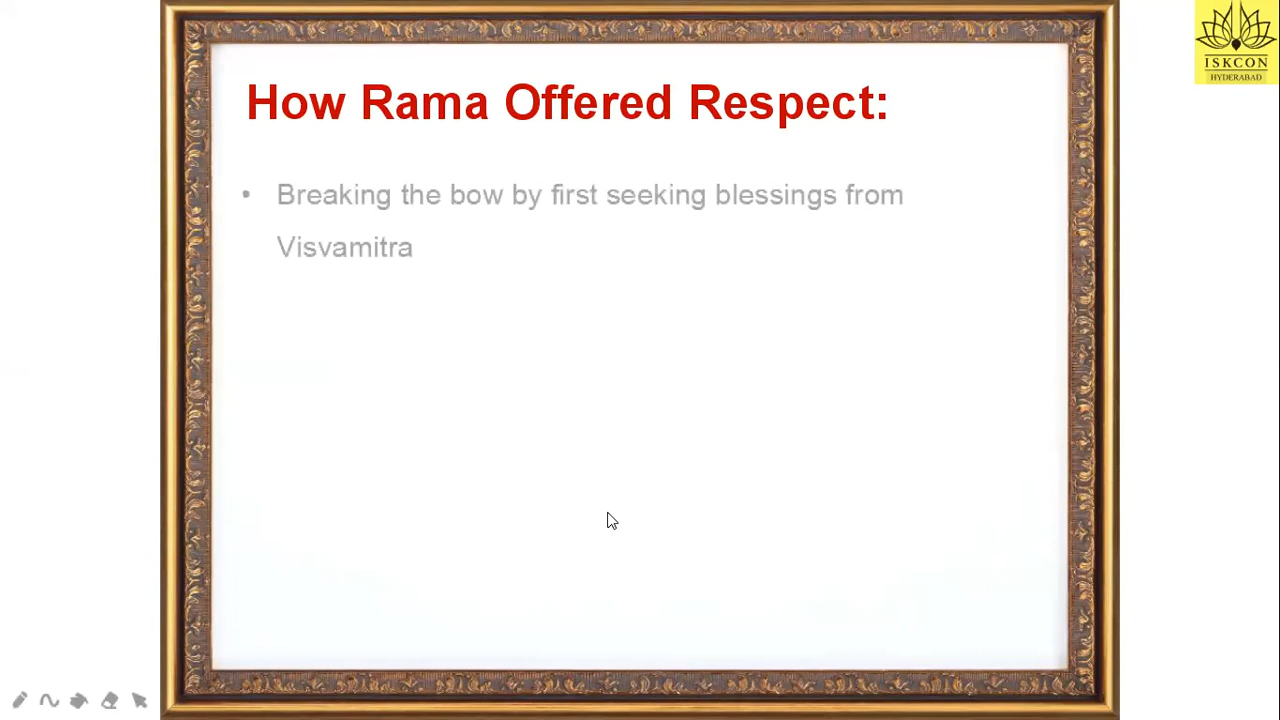 How Rama Offered Respect:
• Breaking the bow by first seeking blessings from
Visvamitra
ISKCON
HYDERABAD